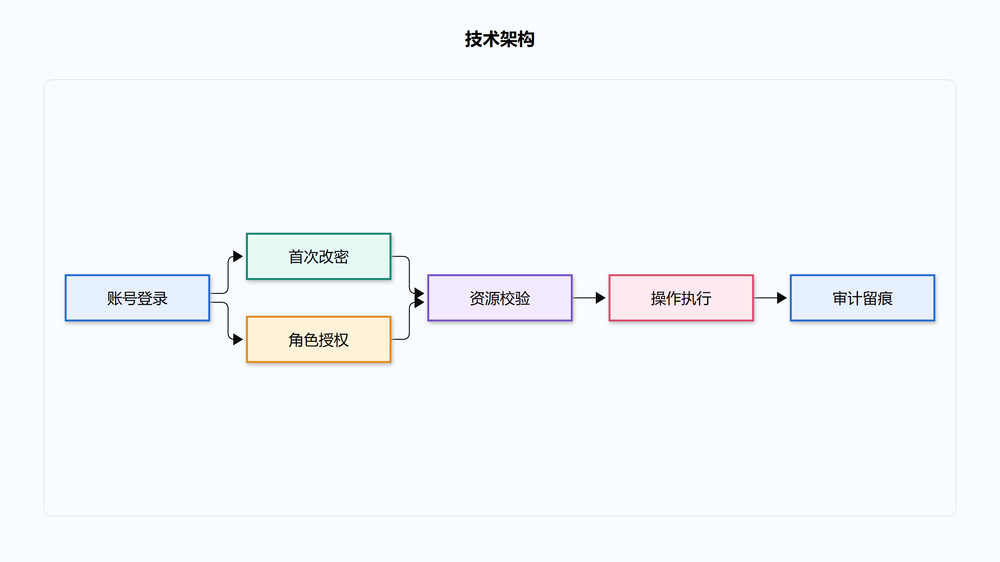 技术架构
账号登录
首次改密
角色授权
资源校验
操作执行
审计留痕